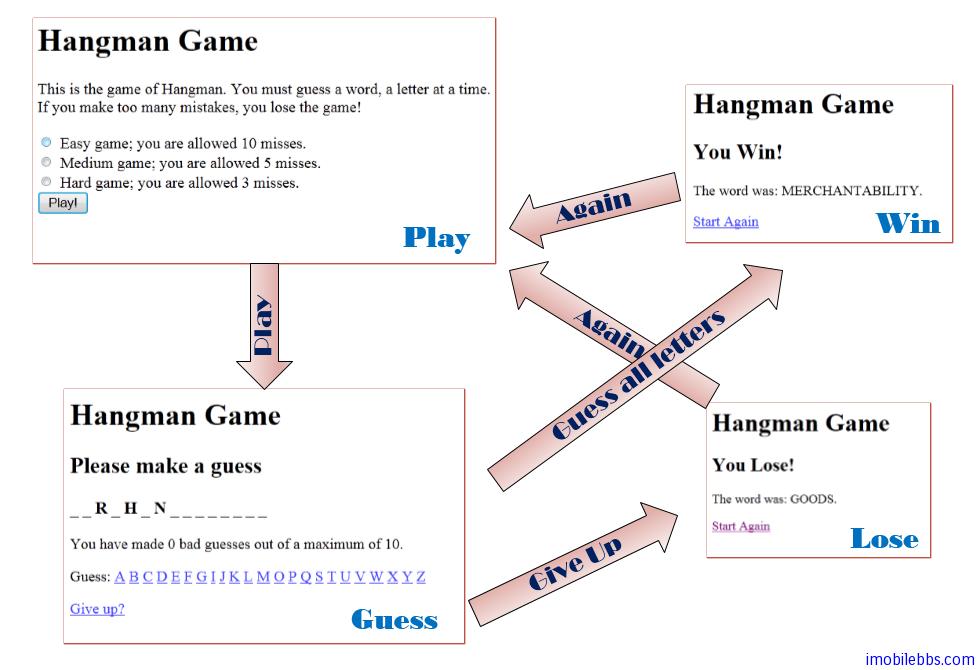 Hangman Game
This is the game of Hangman. You must guess a word, a letter at a time.
If you make too many mistakes, you lose the game!
Easy game; you are allowed 10 misses.
Medium game; you are allowed 5 misses.
Hard game; you are allowed 3 misses.
Play!
Play
Hangman Game
You Win!
The word was: MERCHANTABILITY.
Start Again
Win
Again
Play
Again
Guess all letters
Hangman Game
Please make a guess
_ _ R _ H _ N _ _ _ _ _ _ _ _
You have made 0 bad guesses out of a maximum of 10.
Guess: A B C D E F G I J K L M O P Q S T U V W X Y Z
Give up?
Guess
Give Up
Hangman Game
You Lose!
The word was: GOODS.
Start Again
Lose
imobilebbs.com